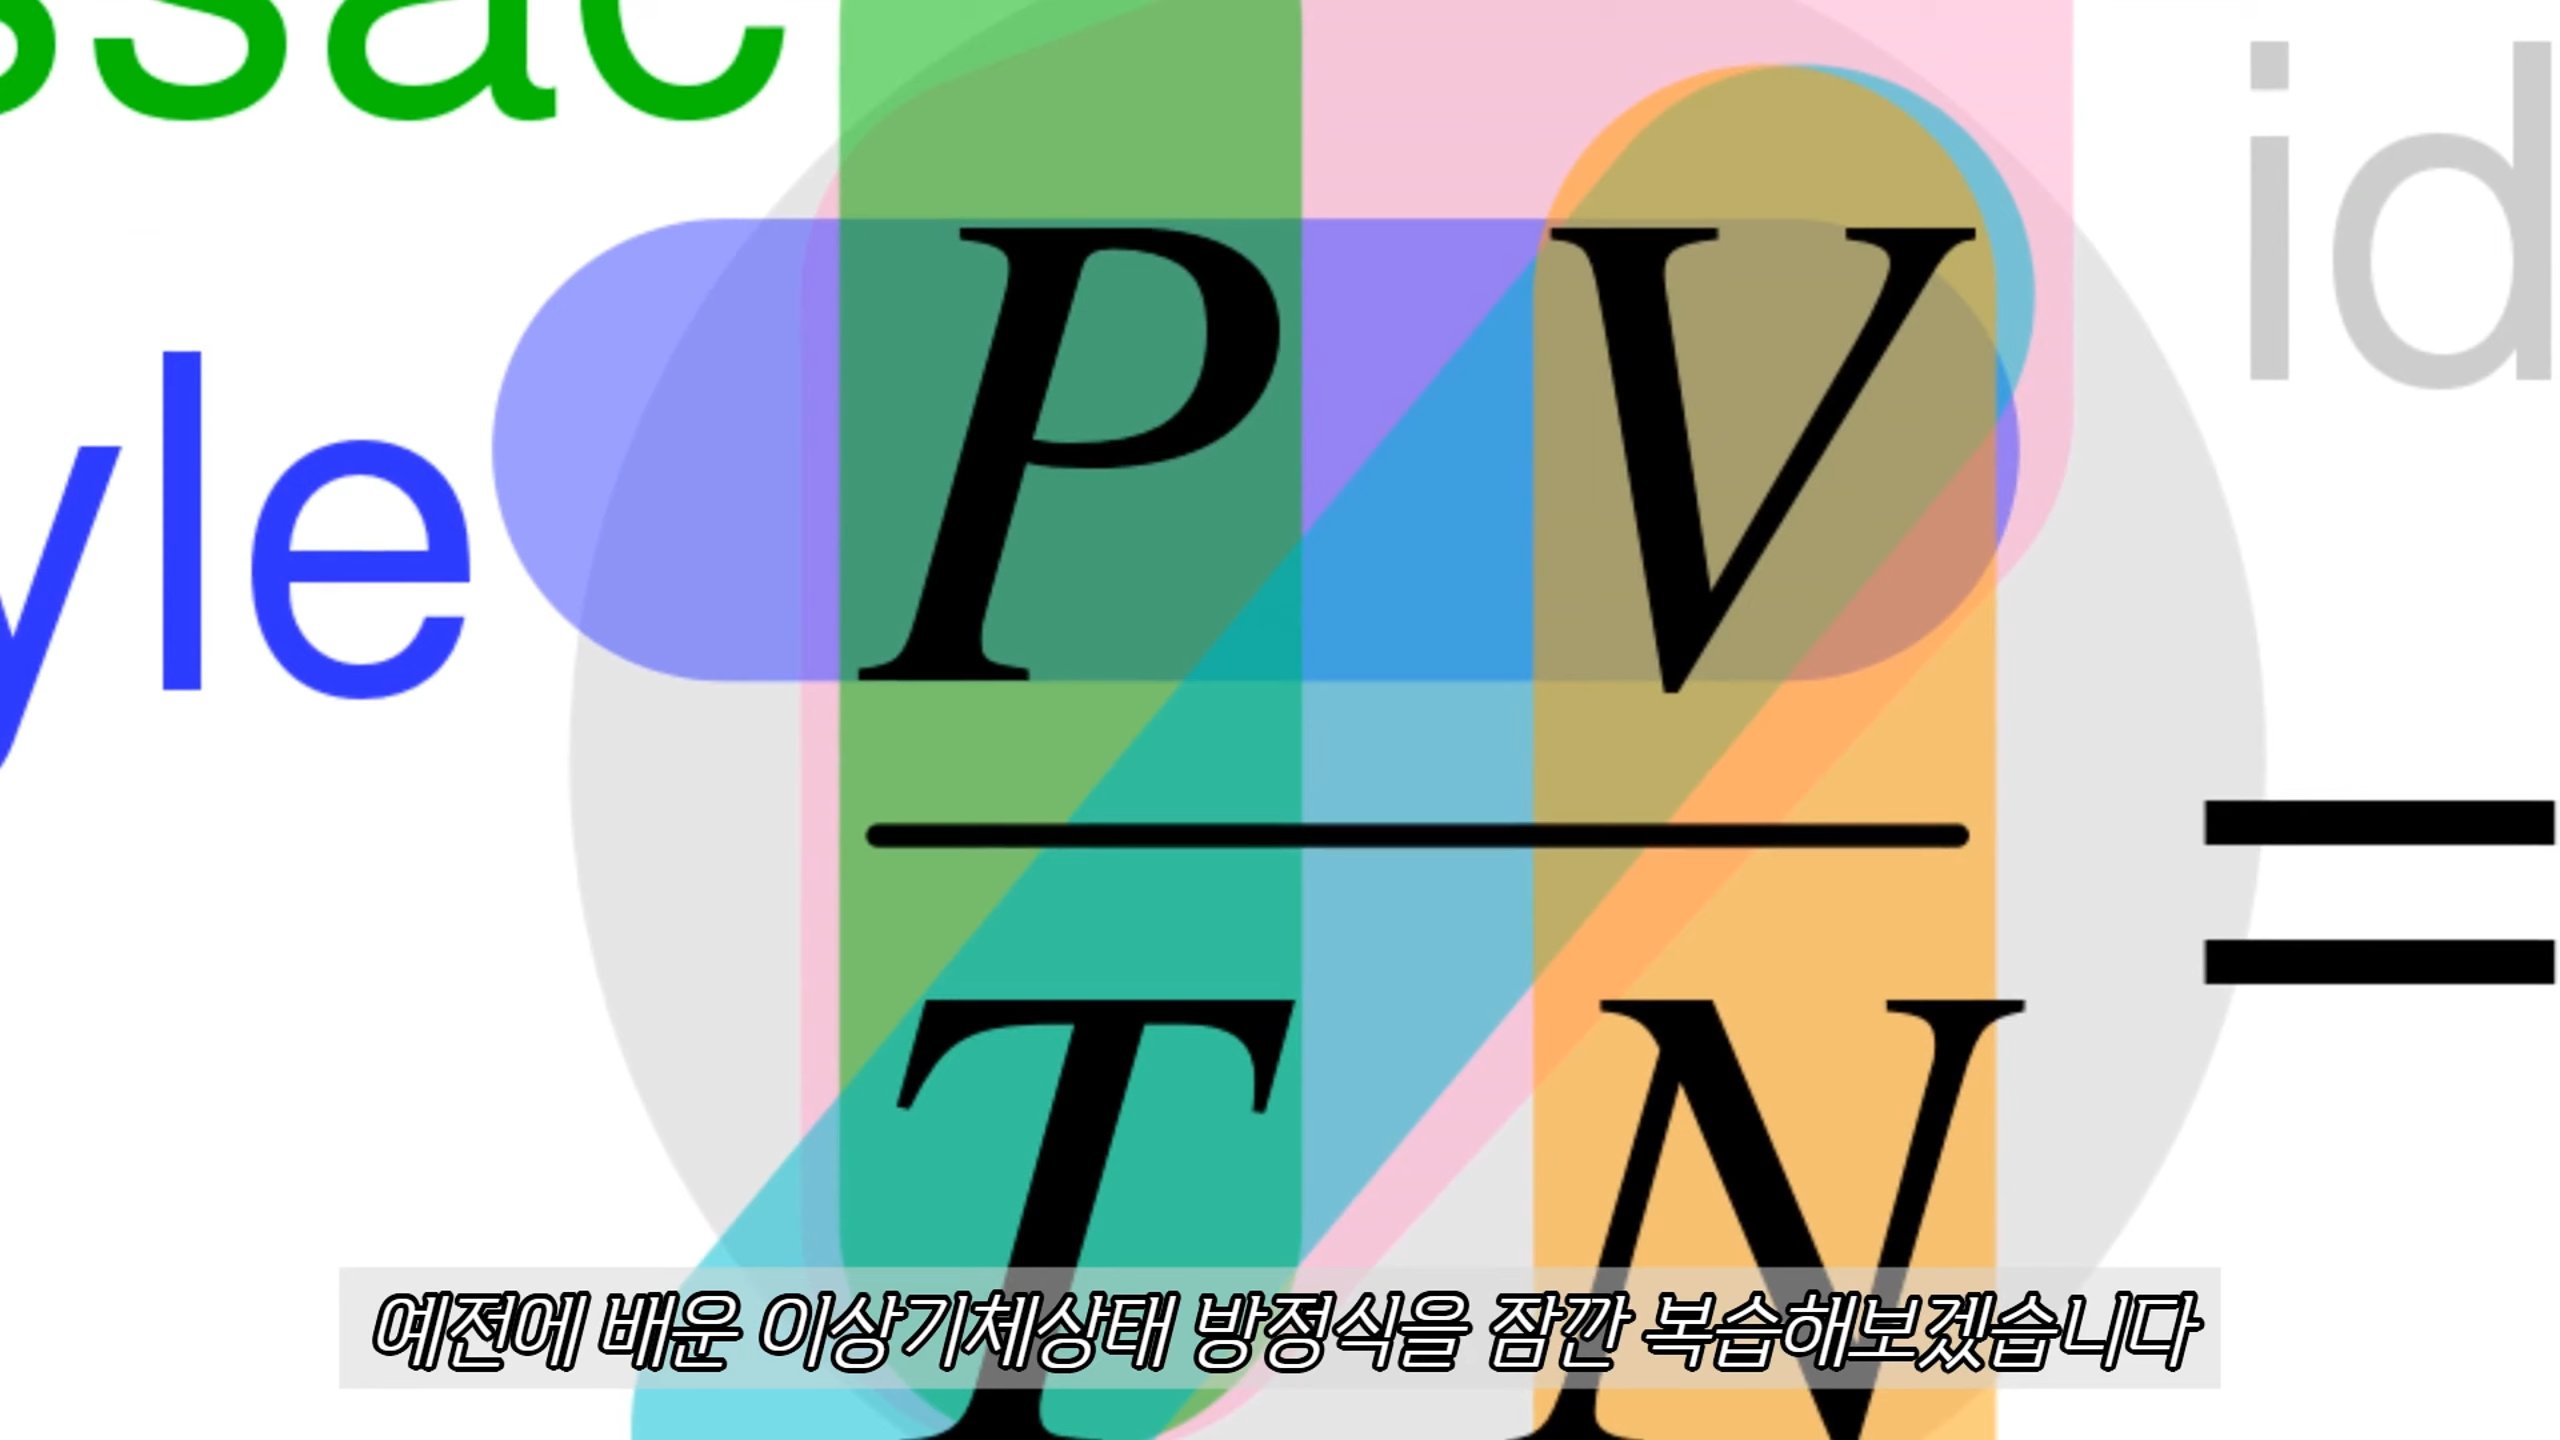 ssac
id
yle
P V
=
T N
예전에 배운 이상기체상태 방정식을 잠깐 복습해보겠습니다